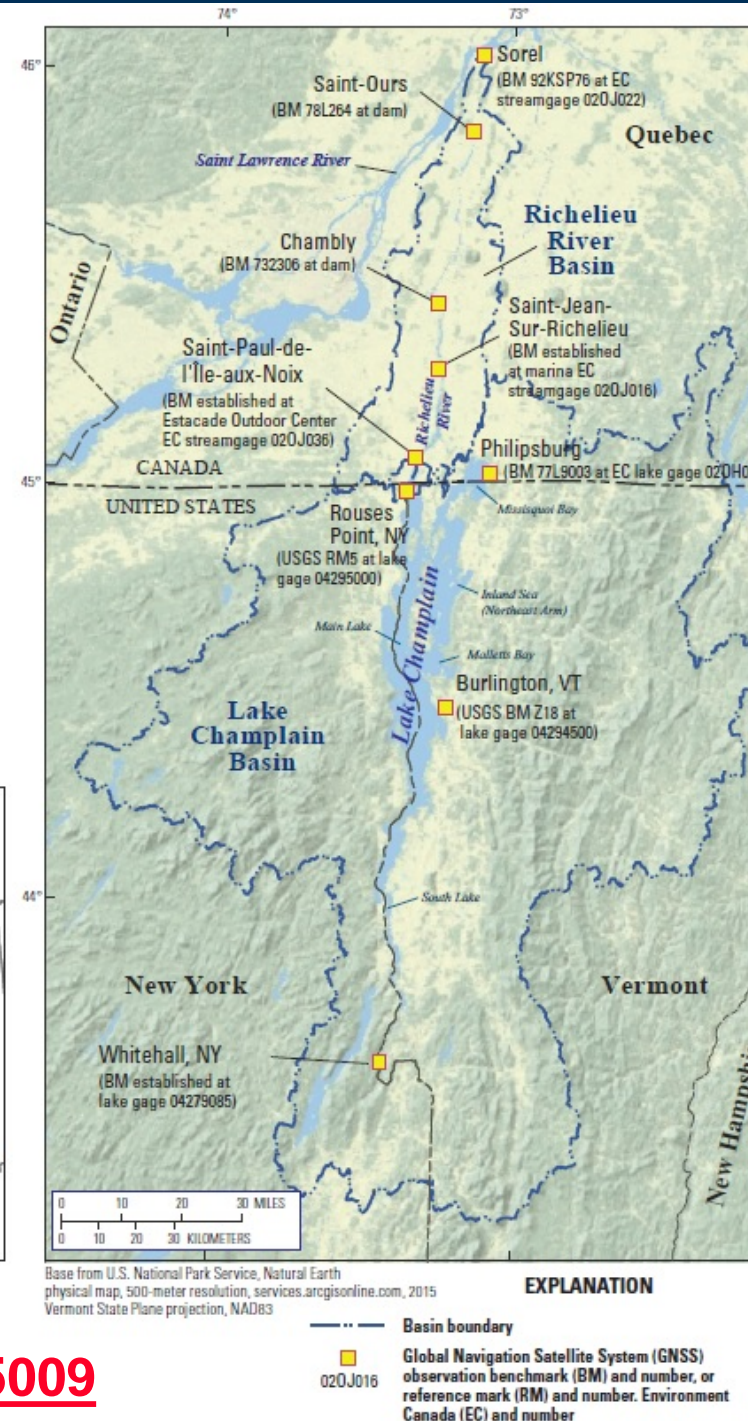 74°
73°
46°
Sorel
(BM 92KSP76 at EC
streamgage 02OJ022)
Saint-Ours
(BM 78L264 at dam)
Quebec
Saint Lawrence River
Richelieu
River
Basin
Chambly
(BM 732306 at dam)
Ontario
Saint-Jean-
Sur-Richelieu
(BM established
at marina EC
streamgage 02OJ016)
Saint-Paul-de-
l'Île-aux-Noix
(BM established at
Estacade Outdoor Center
EC streamgage 02OJ036)
Richelieu
River
Philipsburg
(BM 77L9003 at EC lake gage 02OH0
CANADA
45°
UNITED STATES
Missisquoi Bay
Rouses
Point, NY
(USGS RM5 at lake
gage 04295000)
Inland Sea
(Northeast Arm)
Main Lake
Lake Champlain
Malletts Bay
Burlington, VT
(USGS BM Z18 at
lake gage 04294500)
Lake
Champlain
Basin
44°
South Lake
New York
Vermont
Whitehall, NY
(BM established at
lake gage 04279085)
New Hampshi
0 10 20 30 MILES
0 10 20 30 KILOMETERS
Base from U.S. National Park Service, Natural Earth
physical map, 500-meter resolution, services.arcgisonline.com, 2015
Vermont State Plane projection, NAD83
EXPLANATION
Basin boundary
02OJ016
Global Navigation Satellite System (GNSS)
observation benchmark (BM) and number, or
reference mark (RM) and number. Environment
Canada (EC) and number
5009